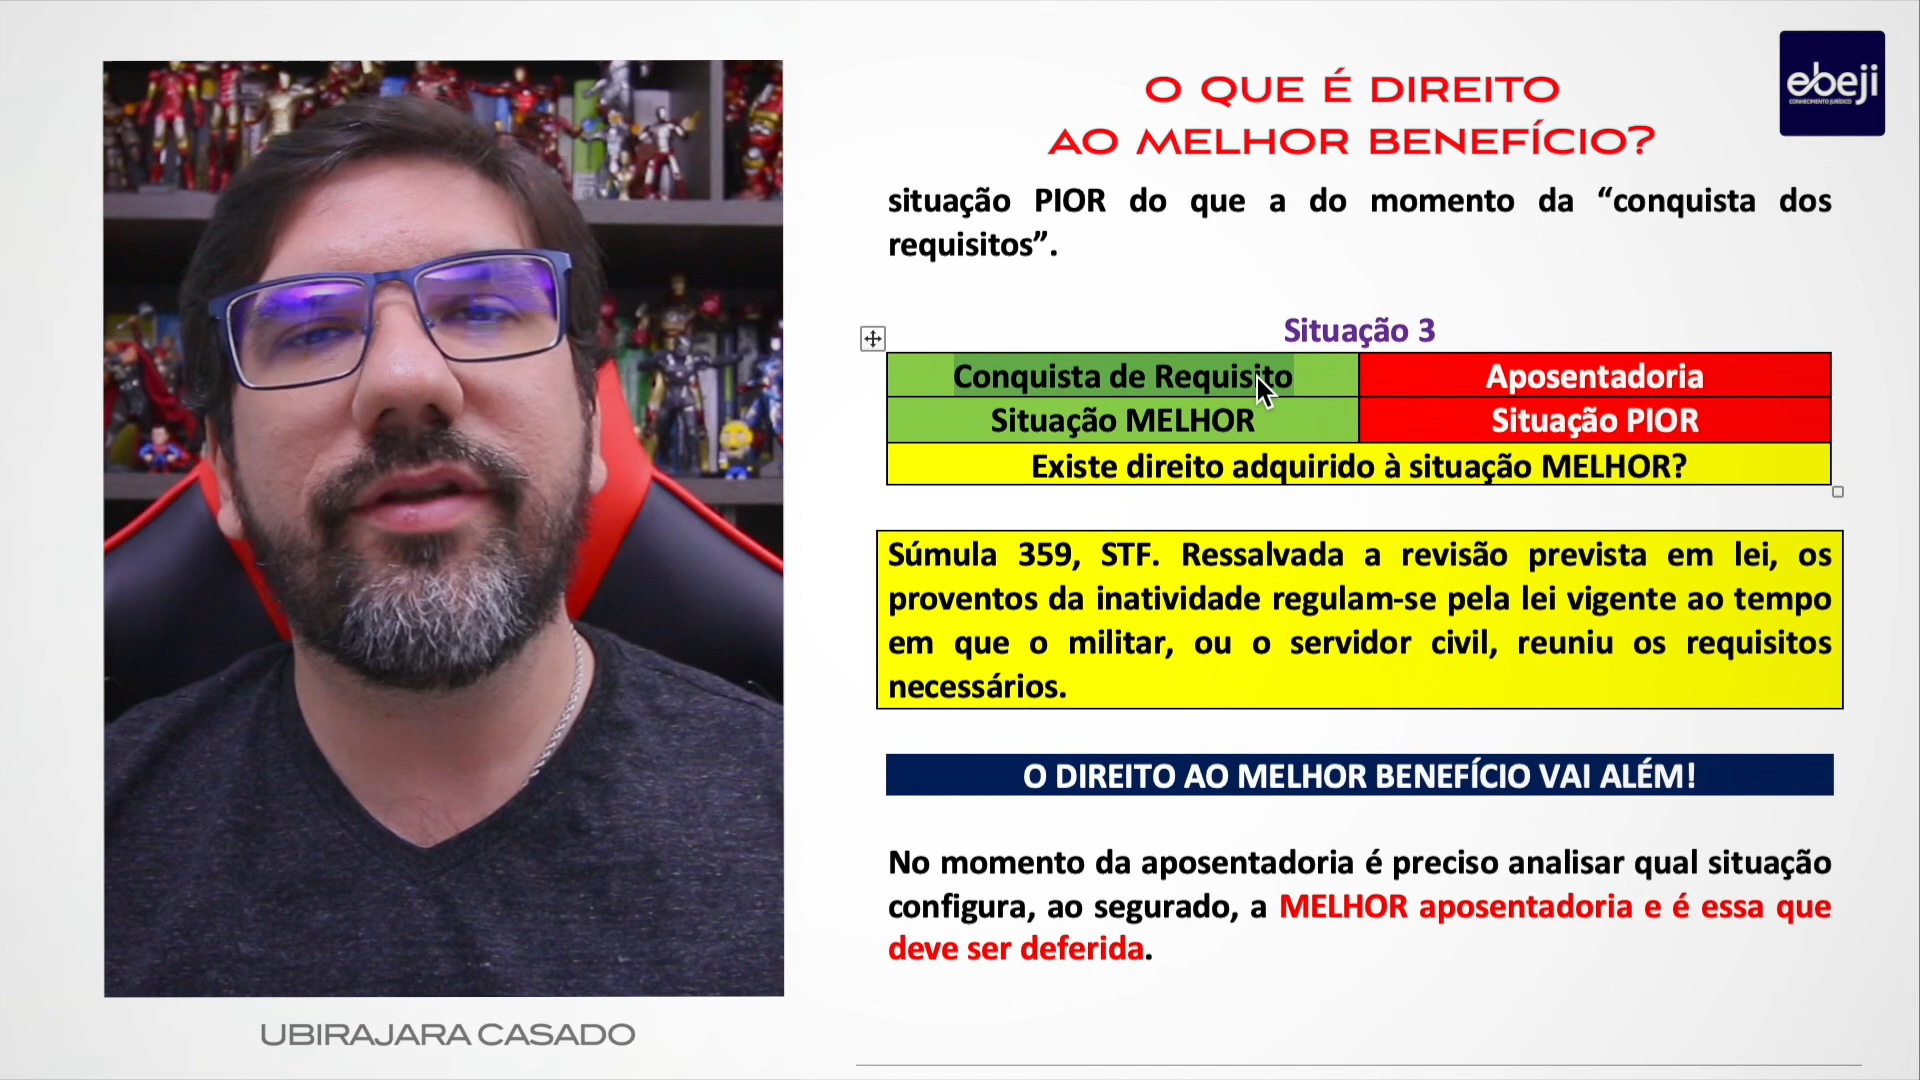 O QUE É DIREITO
AO MELHOR BENEFÍCIO?
ebeji
CONHECIMENTO JURÍDICO
situação PIOR do que a do momento da “conquista dos
requisitos”.
Situação 3
Conquista de Requisito
Aposentadoria
Situação MELHOR
Situação PIOR
Existe direito adquirido à situação MELHOR?
Súmula 359, STF. Ressalvada a revisão prevista em lei, os
proventos da inatividade regulam-se pela lei vigente ao tempo
em que o militar, ou o servidor civil, reuniu os requisitos
necessários.
O DIREITO AO MELHOR BENEFÍCIO VAI ALÉM!
No momento da aposentadoria é preciso analisar qual situação
configura, ao segurado, a MELHOR aposentadoria e é essa que
deve ser deferida.
UBIRAJARA CASADO